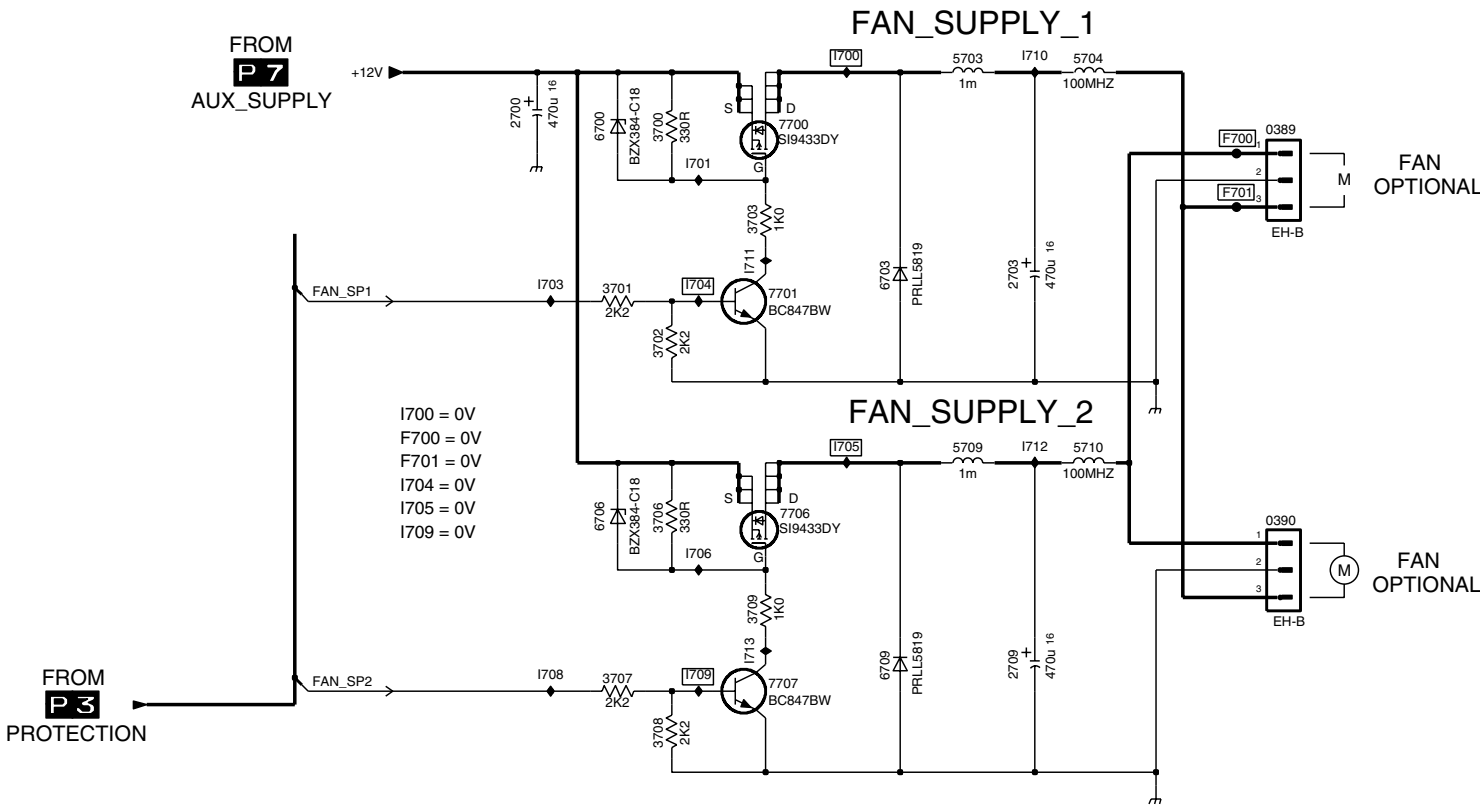 FAN_SUPPLY_1
FROM
P 7
AUX_SUPPLY
+12V
2700
+
470u 16
6700
BZX384-C18
3700
330R
S
D
7700
SI9433DY
G
I701
I700
5703
1m
I710
5704
100MHZ
3703
1K0
I711
FAN_SP1
I703
3701
2K2
I704
7701
BC847BW
3702
2K2
6703
PRLL5819
2703
+
470u 16
F700
F701
0389
1
2
3
EH-B
M
FAN
OPTIONAL
I700 = 0V
F700 = 0V
F701 = 0V
I704 = 0V
I705 = 0V
I709 = 0V
FAN_SUPPLY_2
6706
BZX384-C18
3706
330R
S
D
7706
SI9433DY
G
I706
I705
5709
1m
I712
5710
100MHZ
3709
1K0
I713
FROM
P 3
PROTECTION
FAN_SP2
I708
3707
2K2
I709
7707
BC847BW
3708
2K2
6709
PRLL5819
2709
+
470u 16
0390
1
2
3
EH-B
M
FAN
OPTIONAL